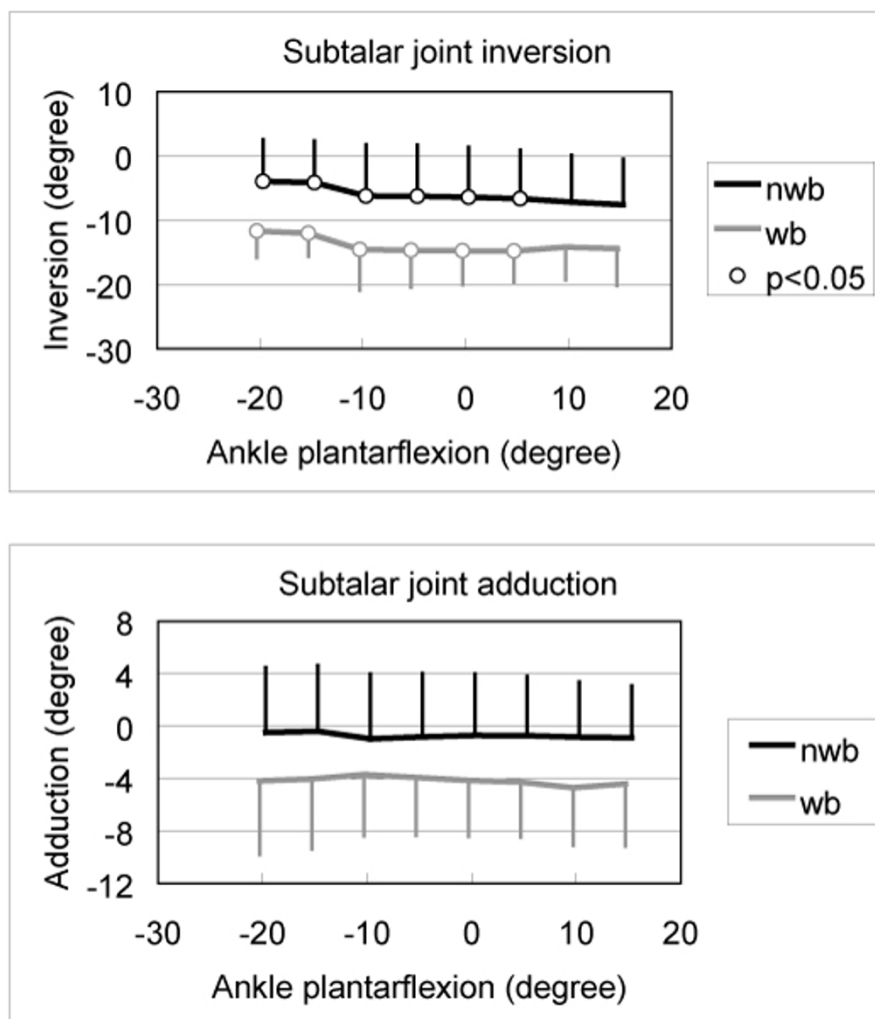 Subtalar joint inversion
Inversion (degree)
10
0
-10
-20
-30
-30 -20 -10 0 10 20
Ankle plantarflexion (degree)
nwb
wb
p<0.05
Subtalar joint adduction
Adduction (degree)
8
4
0
-4
-8
-12
-30 -20 -10 0 10 20
Ankle plantarflexion (degree)
nwb
wb